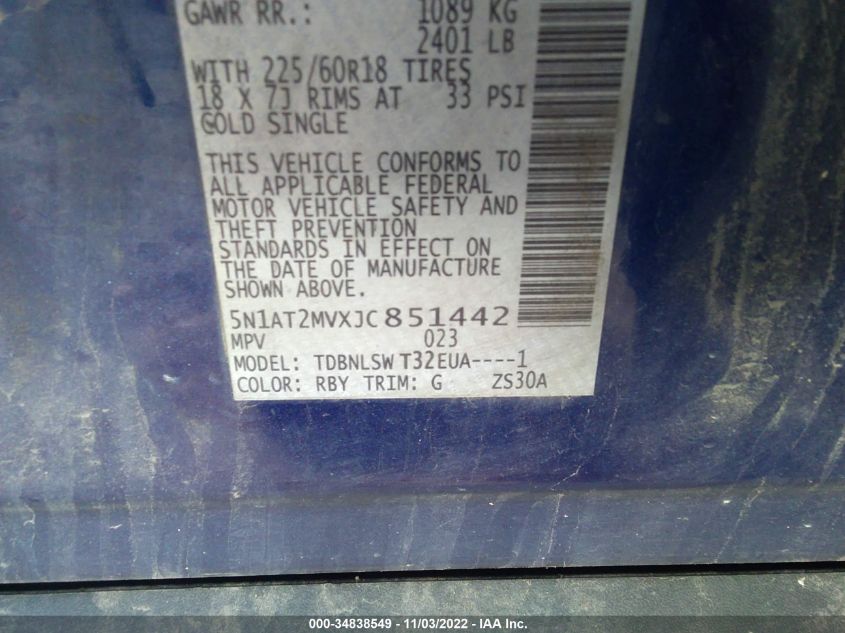 GAWR RR.: 1089 KG
2401 LB
WITH 225/60R18 TIRES
18 X 7J RIMS AT 33 PSI
COLD SINGLE
THIS VEHICLE CONFORMS TO
ALL APPLICABLE FEDERAL
MOTOR VEHICLE SAFETY AND
THEFT PREVENTION
STANDARDS IN EFFECT ON
THE DATE OF MANUFACTURE
SHOWN ABOVE.
5N1AT2MVXJC851442
MPV 023
MODEL: TDBNLSW T32EUA----1
COLOR: RBY TRIM: G ZS30A
000-34838549 - 11/03/2022 - IAA Inc.